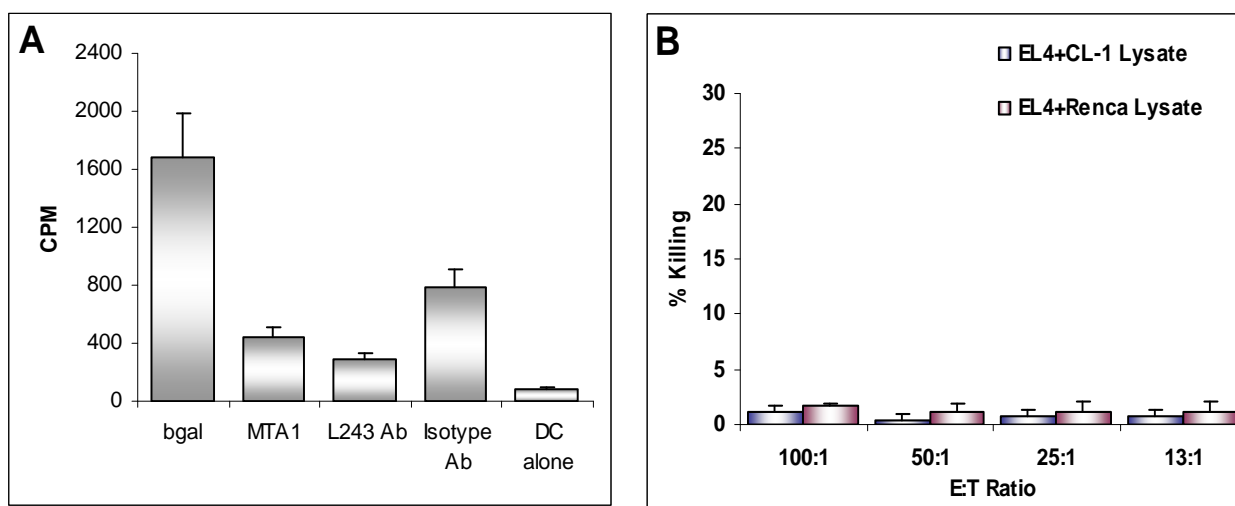 A
2400
2000
1600
1200
800
400
0
CPM
bgal
MTA1
L243 Ab
Isotype
Ab
DC
alone
B
EL4+CL-1 Lysate
EL4+Renca Lysate
30
25
20
15
10
5
0
% Killing
100:1
50:1
25:1
13:1
E:T Ratio